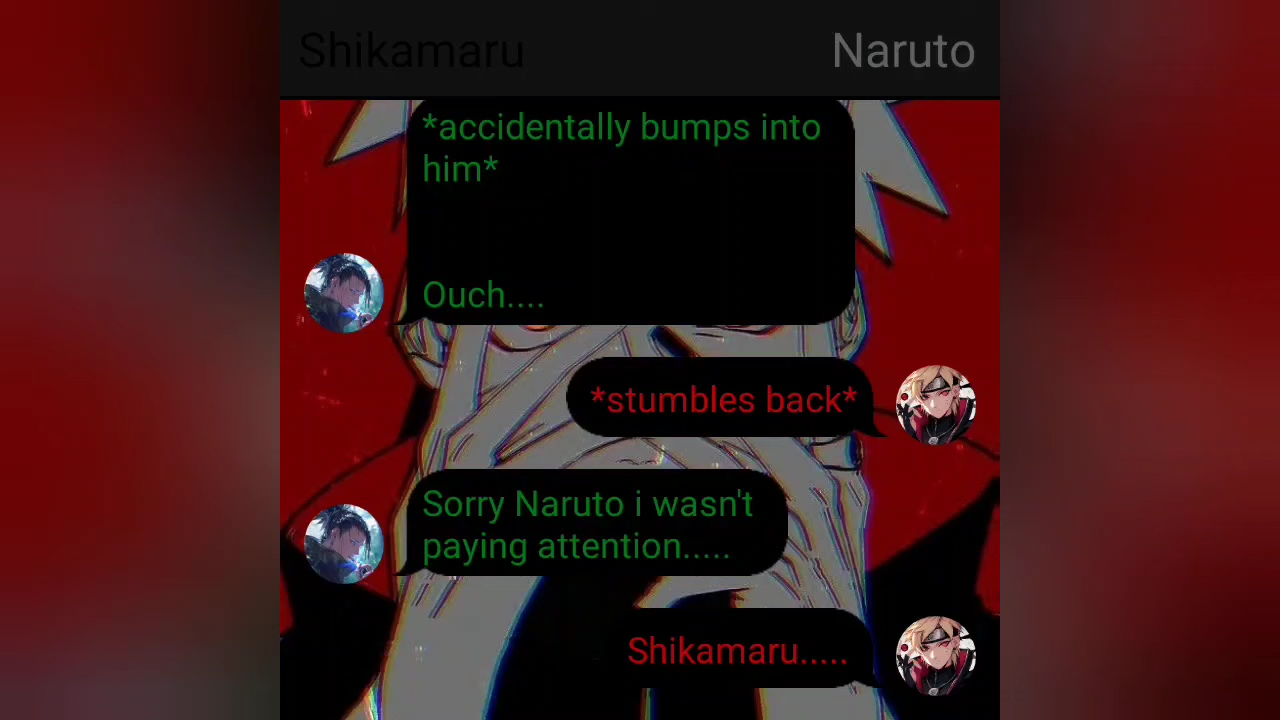 Shikamaru
Naruto
*accidentally bumps into
him*
Ouch....
*stumbles back*
Sorry Naruto i wasn't
paying attention.....
Shikamaru.....